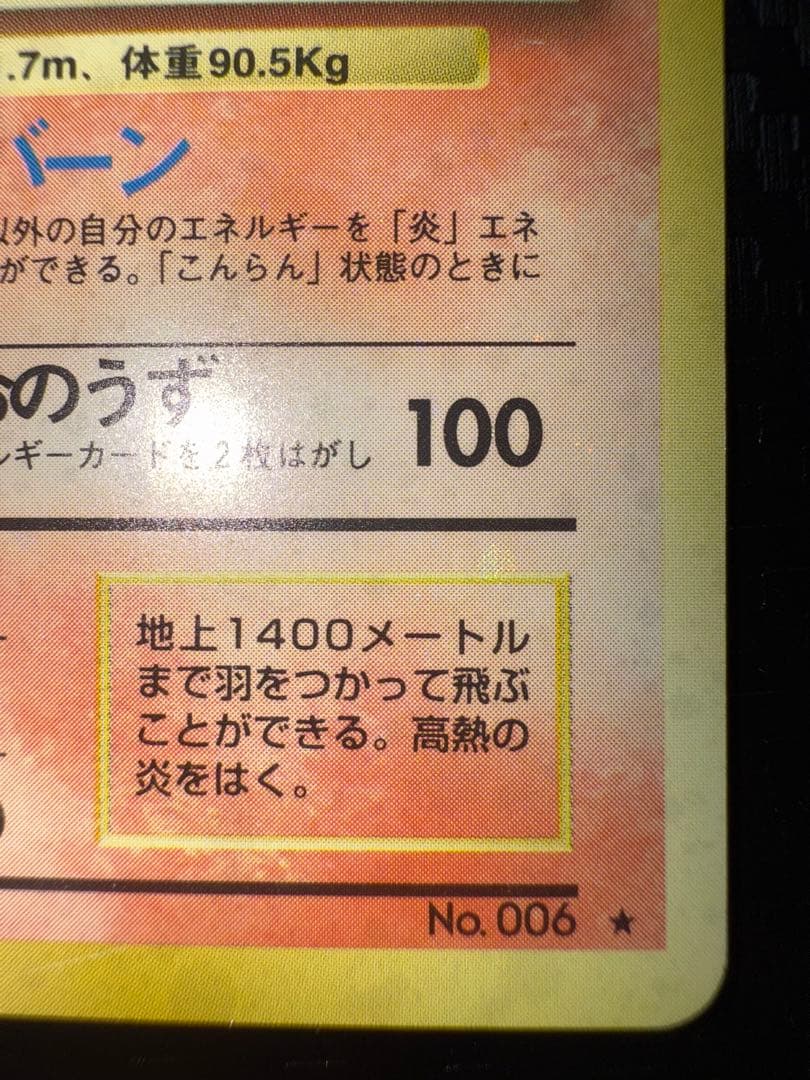 .7m、体重90.5Kg
バーン
以外の自分のエネルギーを「炎」エネ
ができる。「こんらん」状態のときに
のうず
ルギーカードを2枚はがし
100
地上1400メートル
まで羽をつかって飛ぶ
ことができる。高熱の
炎をはく。
No. 006 ★